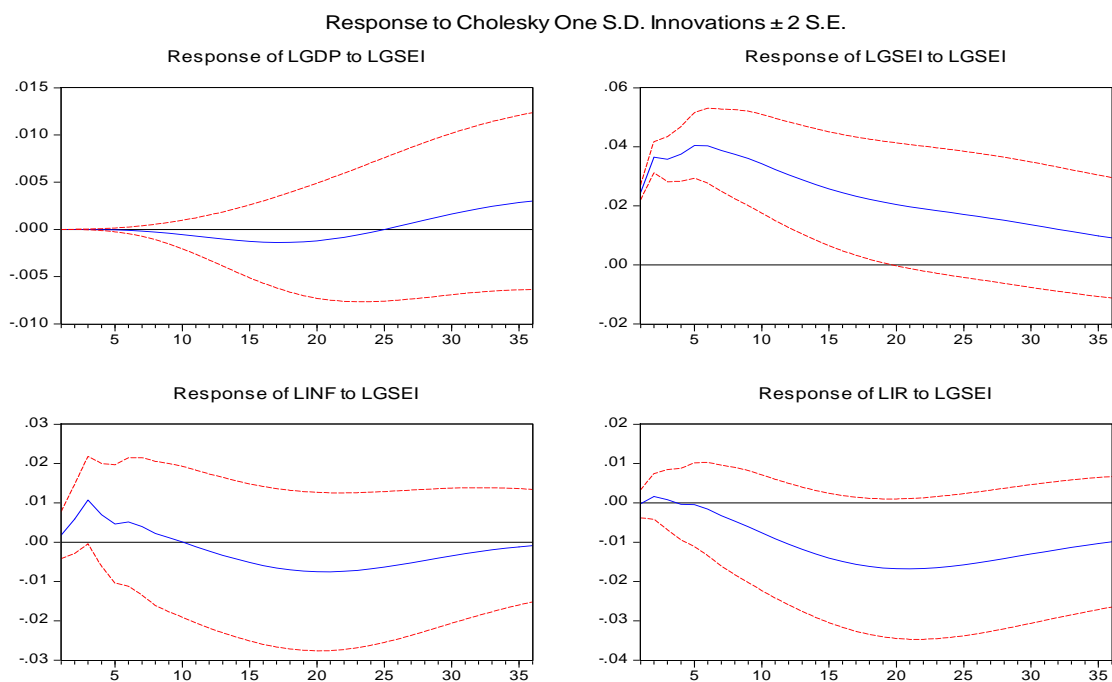 Response to Cholesky One S.D. Innovations ± 2 S.E.
Response of LGDP to LGSEI
.015
.010
.005
.000
-.005
-.010
5 10 15 20 25 30 35
Response of LGSEI to LGSEI
.06
.04
.02
.00
-.02
5 10 15 20 25 30 35
Response of LINF to LGSEI
.03
.02
.01
.00
-.01
-.02
-.03
5 10 15 20 25 30 35
Response of LIR to LGSEI
.02
.01
.00
-.01
-.02
-.03
-.04
5 10 15 20 25 30 35